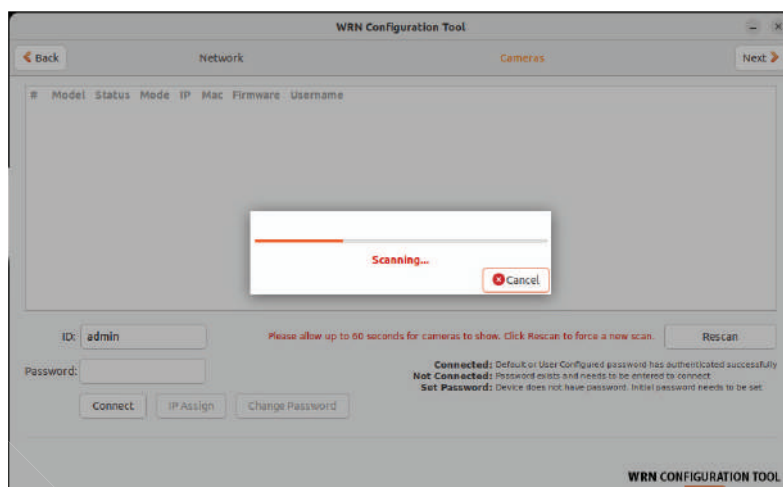 WRN Configuration Tool
Back Network Cameras Next
# Model Status Mode IP Mac Firmware Username
Scanning...
Cancel
ID: admin Please allow up to 60 seconds for cameras to show. Click Rescan to force a new scan. Rescan
Password: Connected: Default or User Configured password has authenticated successfully
Not Connected: Password exists and needs to be entered to connect
Set Password: Device does not have password. Initial password needs to be set
Connect IP Assign Change Password
WRN CONFIGURATION TOOL